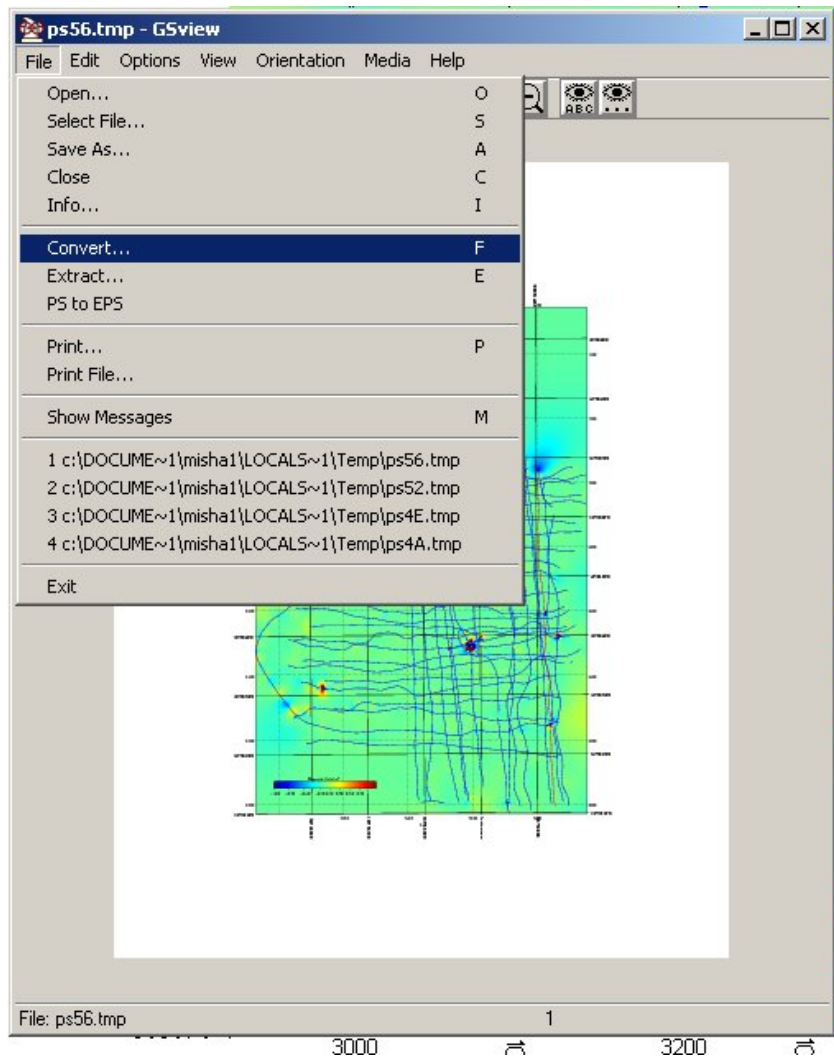 ps56.tmp - GSview
File Edit Options View Orientation Media Help
Open... O
Select File... S
Save As... A
Close C
Info... I
Convert... F
Extract... E
PS to EPS
Print... P
Print File...
Show Messages M
1 c:\DOCUME~1\misha1\LOCALS~1\Temp\ps56.tmp
2 c:\DOCUME~1\misha1\LOCALS~1\Temp\ps52.tmp
3 c:\DOCUME~1\misha1\LOCALS~1\Temp\ps4E.tmp
4 c:\DOCUME~1\misha1\LOCALS~1\Temp\ps4A.tmp
Exit
ABC ...
File: ps56.tmp 1
3000 3200